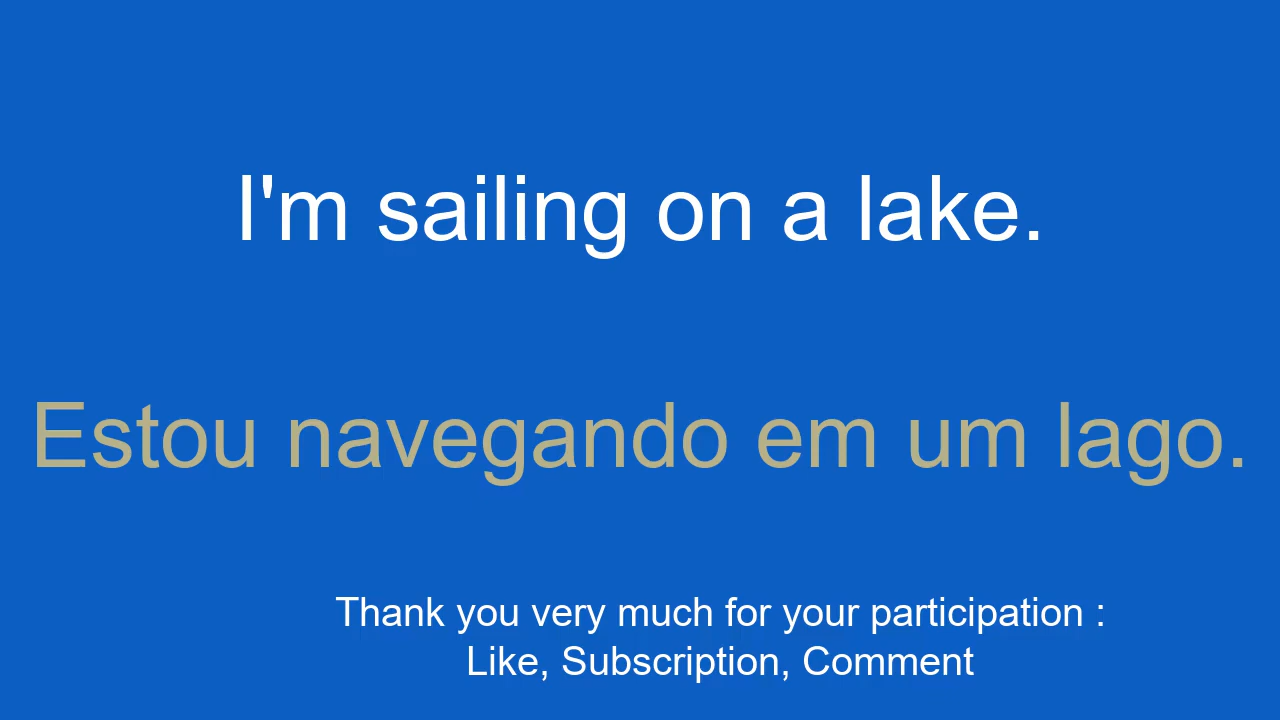 I'm sailing on a lake.
Estou navegando em um lago.
Thank you very much for your participation :
Like, Subscription, Comment